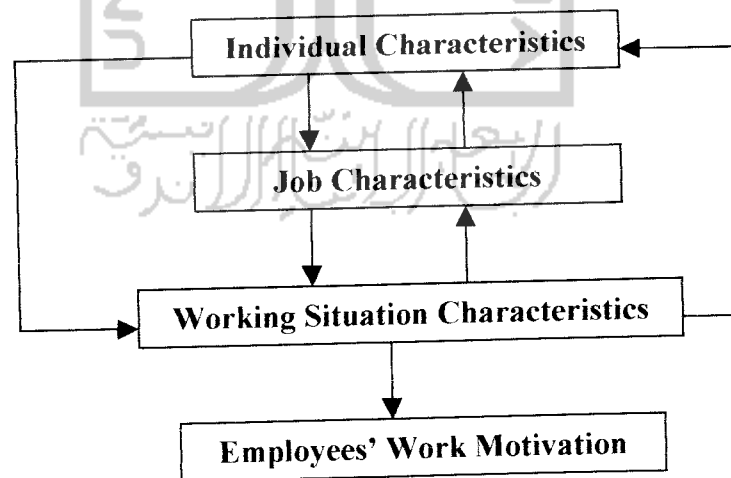 Individual Characteristics
Job Characteristics
Working Situation Characteristics
Employees' Work Motivation